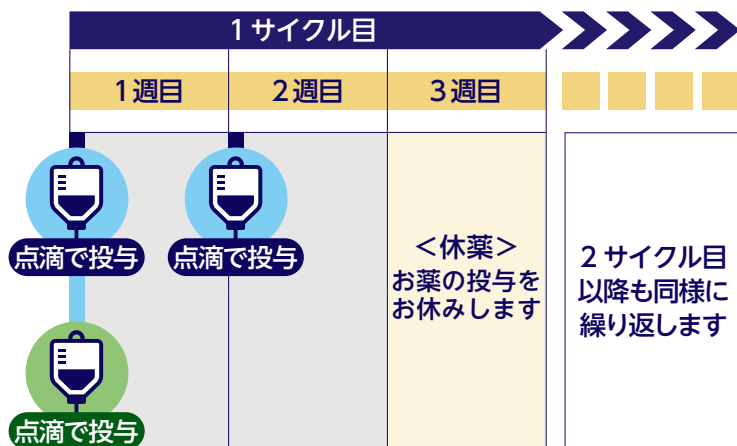 1サイクル目
1週目
2週目
3週目
点滴で投与
点滴で投与
<休薬>
お薬の投与を
お休みします
2サイクル目
以降も同様に
繰り返します
点滴で投与